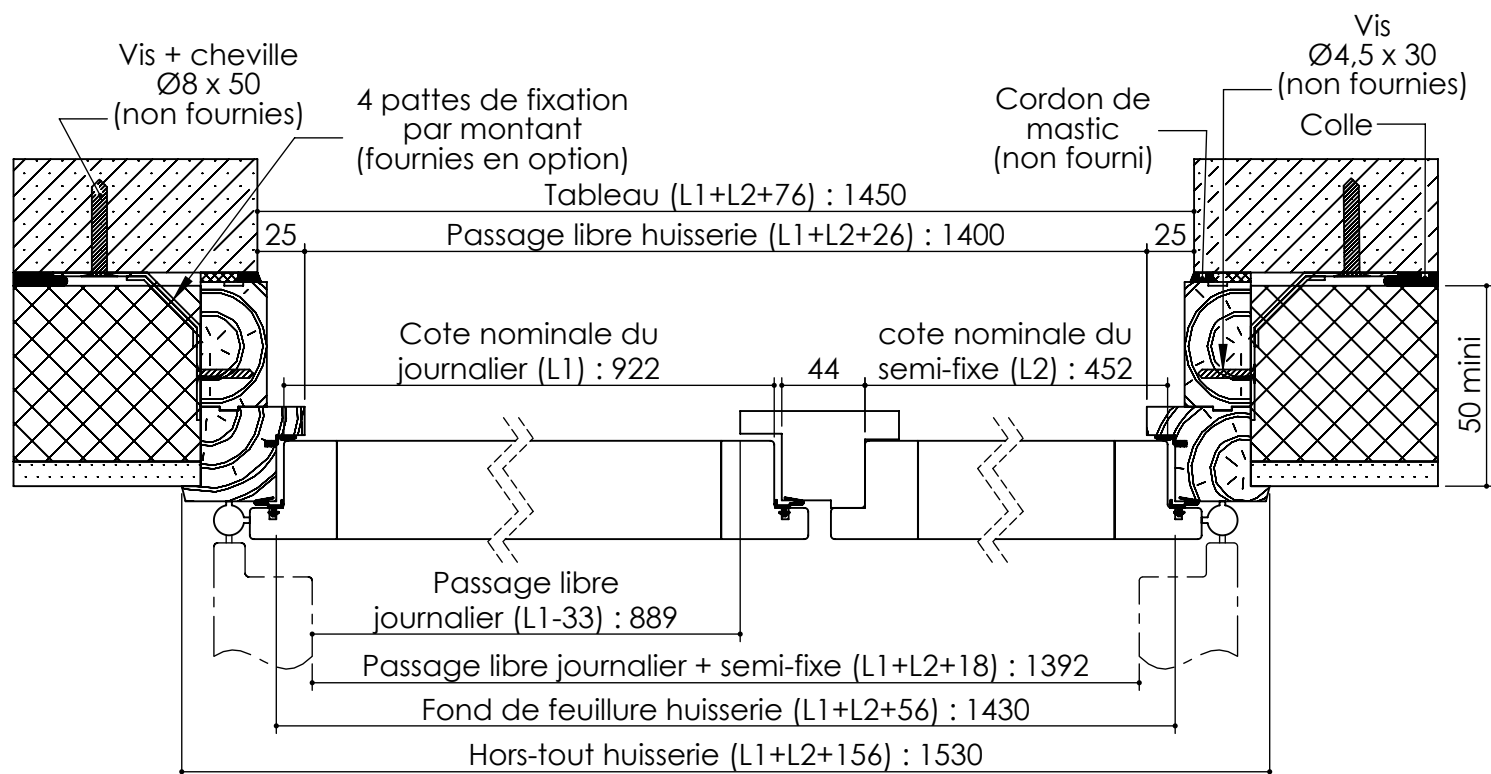 Vis + cheville
Ø8 x 50
(non fournies)
4 pattes de fixation
par montant
(fournies en option)
Cordon de
mastic
(non fourni)
Vis
Ø4,5 x 30
(non fournies)
Colle
Tableau (L1+L2+76) : 1450
25
Passage libre huisserie (L1+L2+26) : 1400
25
Cote nominale du
journalier (L1) : 922
44
cote nominale du
semi-fixe (L2) : 452
50 mini
Passage libre
journalier (L1-33) : 889
Passage libre journalier + semi-fixe (L1+L2+18) : 1392
Fond de feuillure huisserie (L1+L2+56) : 1430
Hors-tout huisserie (L1+L2+156) : 1530